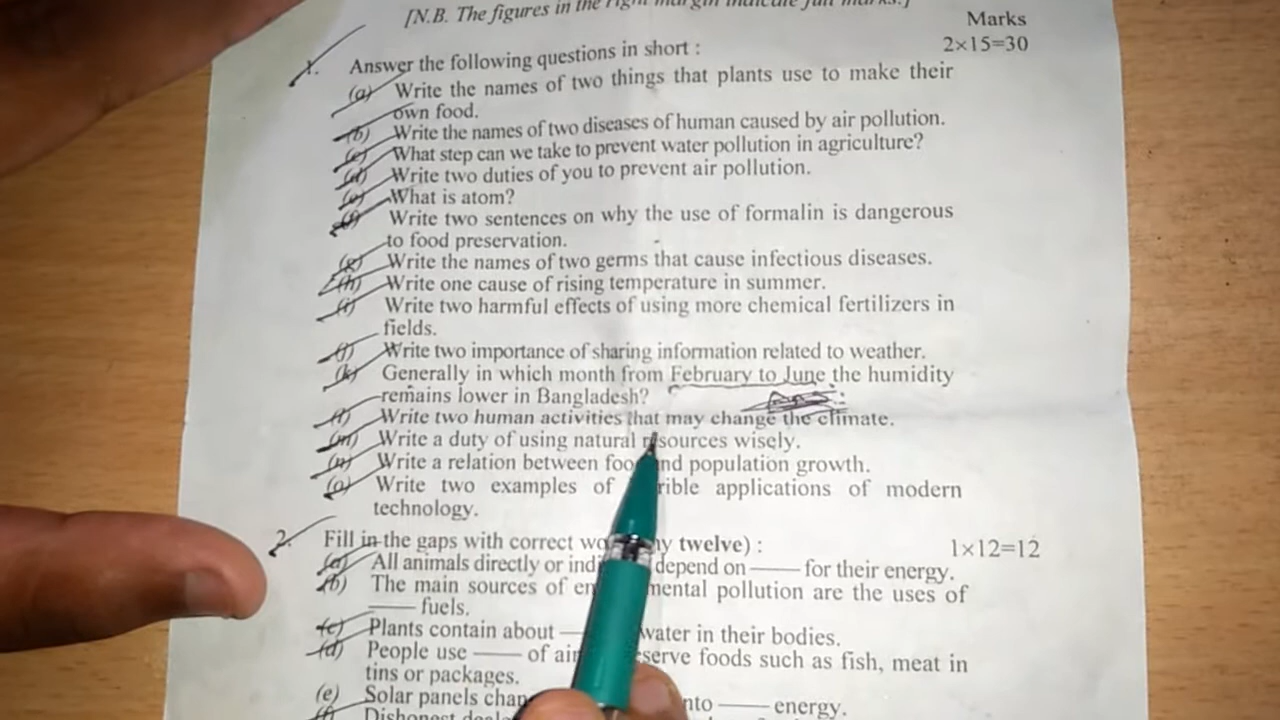 [N.B. The figures in the right margin indicate full marks.]
Marks
1. Answer the following questions in short : 2×15=30
(a) Write the names of two things that plants use to make their
own food.
(b) Write the names of two diseases of human caused by air pollution.
(c) What step can we take to prevent water pollution in agriculture?
(d) Write two duties of you to prevent air pollution.
(e) What is atom?
(f) Write two sentences on why the use of formalin is dangerous
to food preservation.
(g) Write the names of two germs that cause infectious diseases.
(h) Write one cause of rising temperature in summer.
(i) Write two harmful effects of using more chemical fertilizers in
fields.
(j) Write two importance of sharing information related to weather.
(k) Generally in which month from February to June the humidity
remains lower in Bangladesh?
(l) Write two human activities that may change the climate.
(m) Write a duty of using natural resources wisely.
(n) Write a relation between food and population growth.
(o) Write two examples of rible applications of modern
technology.
2. Fill in the gaps with correct wo y twelve) : 1×12=12
(a) All animals directly or indi depend on —— for their energy.
(b) The main sources of en mental pollution are the uses of
—— fuels.
(c) Plants contain about — water in their bodies.
(d) People use —— of ai serve foods such as fish, meat in
tins or packages.
(e) Solar panels chan nto —— energy.
(f) Dishonest